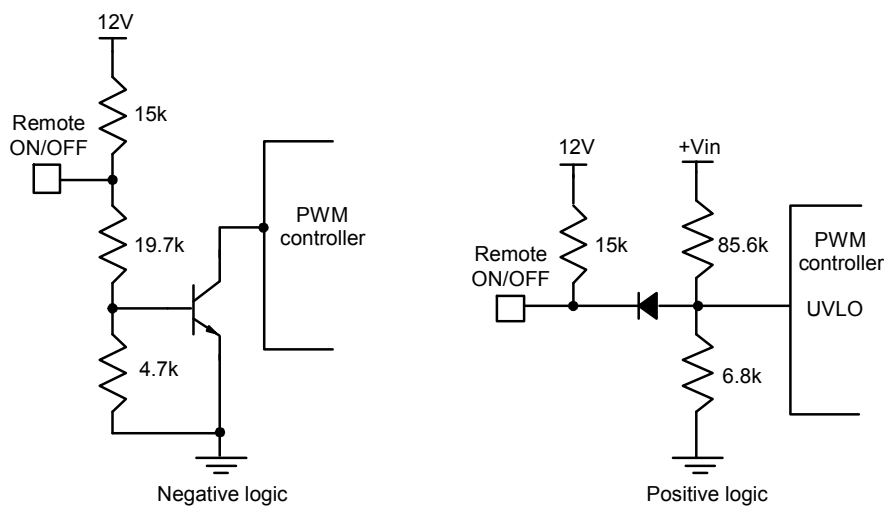 12V
15k
Remote
ON/OFF
19.7k
4.7k
PWM
controller
Negative logic
12V
+Vin
15k
85.6k
Remote
ON/OFF
PWM
controller
UVLO
6.8k
Positive logic